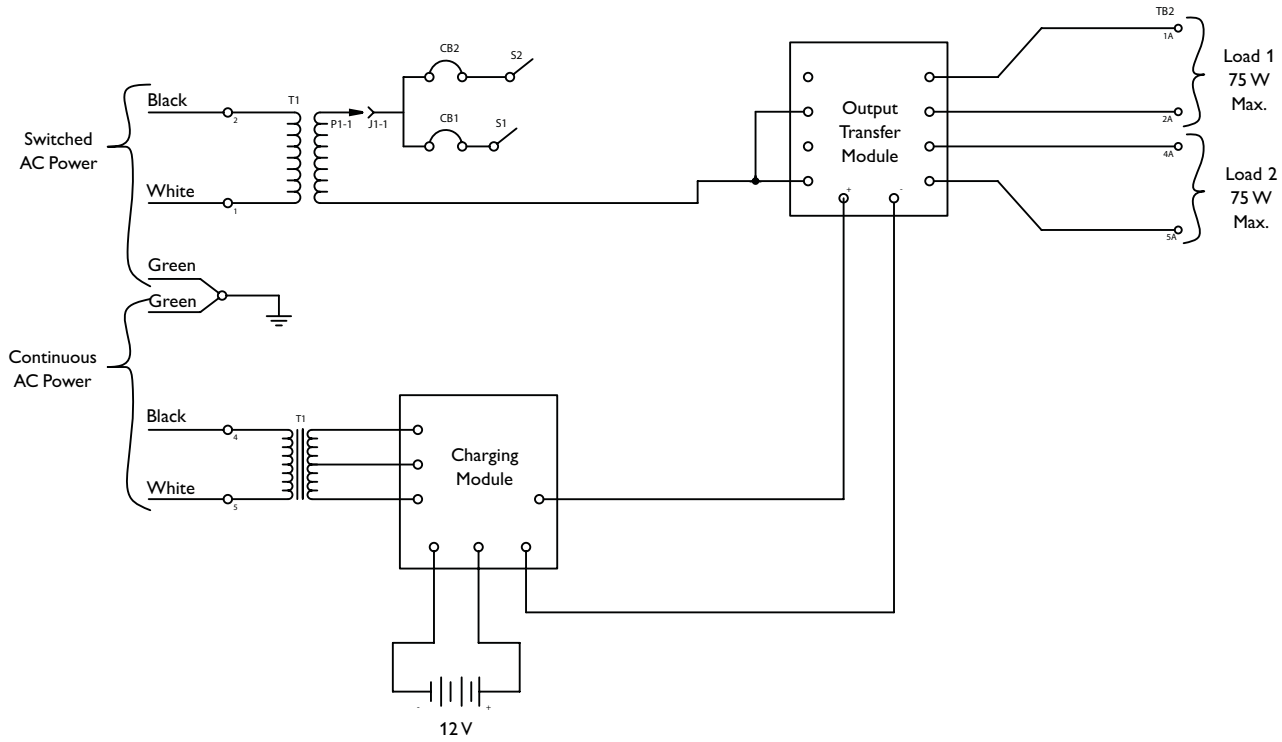 TB2
1A
Load 1
75 W
Max.
2A
4A
Load 2
75 W
Max.
5A
CB2
S2
Switched
AC Power
Black
2
T1
P1-1
J1-1
CB1
S1
Output
Transfer
Module
+
-
White
1
Green
Green
Continuous
AC Power
Black
4
T1
White
5
Charging
Module
-
+
12 V